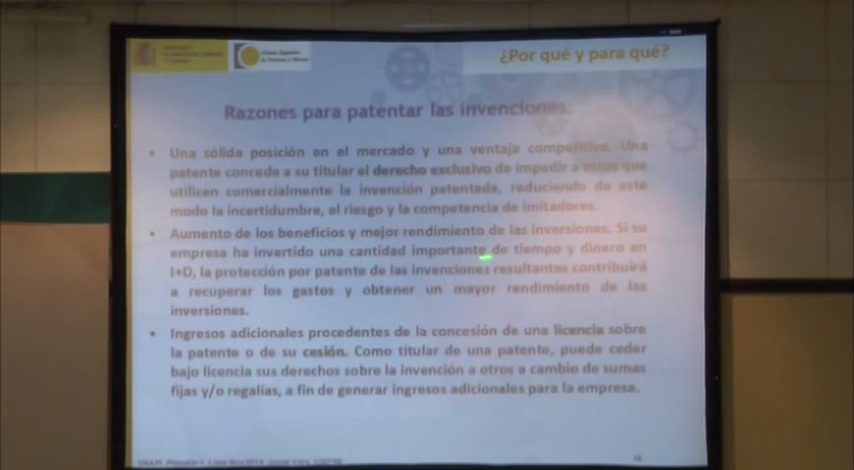 Oficina Española
de Patentes y Marcas
¿Por qué y para qué?
Razones para patentar las invenciones:
• Una sólida posición en el mercado y una ventaja competitiva. Una
patente concede a su titular el derecho exclusivo de impedir a otros que
utilicen comercialmente la invención patentada, reduciendo de este
modo la incertidumbre, el riesgo y la competencia de imitadores.
• Aumento de los beneficios y mejor rendimiento de las inversiones. Si su
empresa ha invertido una cantidad importante de tiempo y dinero en
I+D, la protección por patente de las invenciones resultantes contribuirá
a recuperar los gastos y obtener un mayor rendimiento de las
inversiones.
• Ingresos adicionales procedentes de la concesión de una licencia sobre
la patente o de su cesión. Como titular de una patente, puede ceder
bajo licencia sus derechos sobre la invención a otros a cambio de sumas
fijas y/o regalías, a fin de generar ingresos adicionales para la empresa.